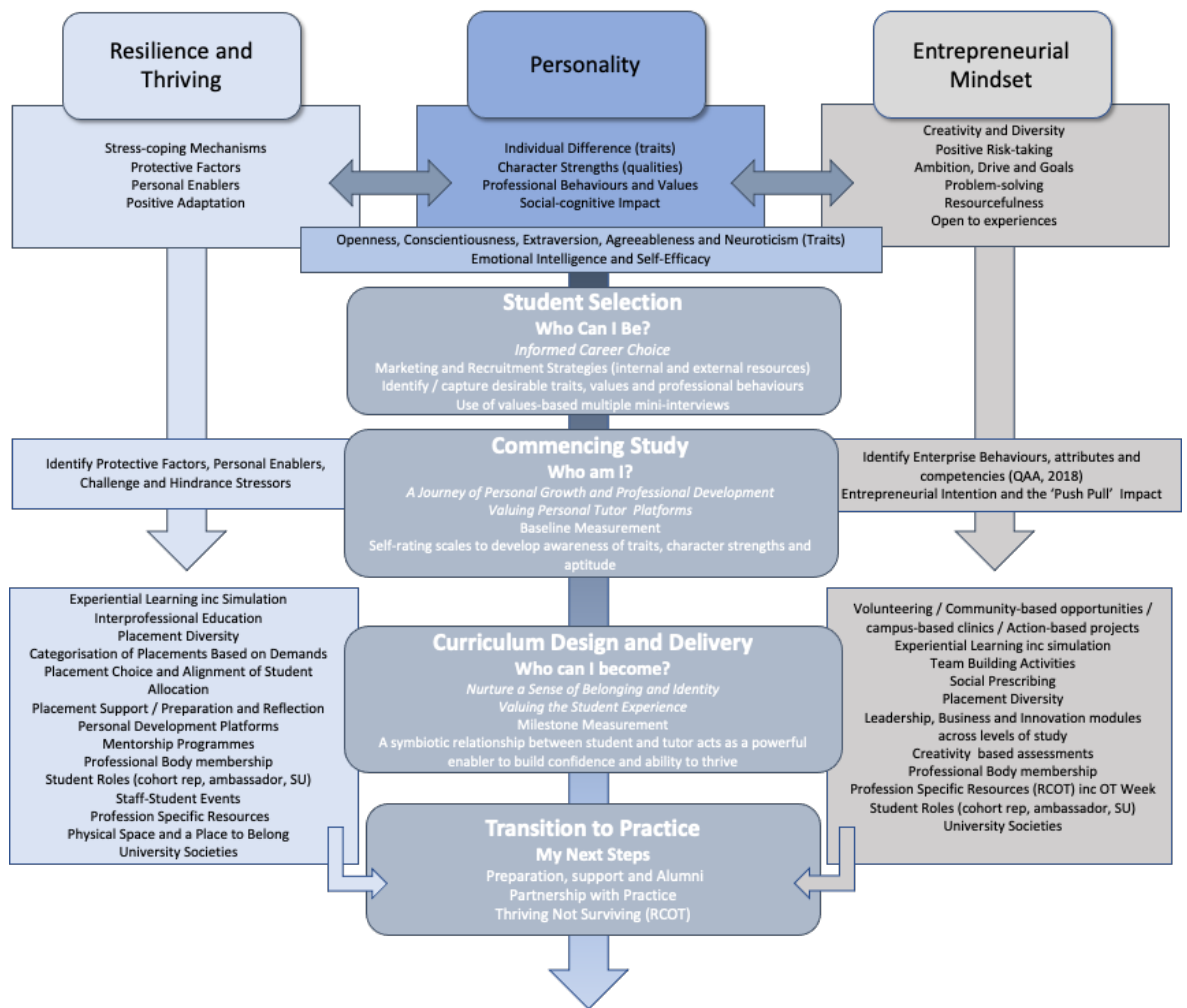 Resilience and
Thriving
Personality
Entrepreneurial
Mindset
Stress-coping Mechanisms
Protective Factors
Personal Enablers
Positive Adaptation
Individual Difference (traits)
Character Strengths (qualities)
Professional Behaviours and Values
Social-cognitive Impact
Creativity and Diversity
Positive Risk-taking
Ambition, Drive and Goals
Problem-solving
Resourcefulness
Open to experiences
Openness, Conscientiousness, Extraversion, Agreeableness and Neuroticism (Traits)
Emotional Intelligence and Self-Efficacy
Student Selection
Who Can I Be?
Informed Career Choice
Marketing and Recruitment Strategies (internal and external resources)
Identify / capture desirable traits, values and professional behaviours
Use of values-based multiple mini-interviews
Identify Protective Factors, Personal Enablers,
Challenge and Hindrance Stressors
Commencing Study
Who am I?
A Journey of Personal Growth and Professional Development
Valuing Personal Tutor Platforms
Baseline Measurement
Self-rating scales to develop awareness of traits, character strengths and
aptitude
Identify Enterprise Behaviours, attributes and
competencies (QAA, 2018)
Entrepreneurial Intention and the ‘Push Pull’ Impact
Experiential Learning inc Simulation
Interprofessional Education
Placement Diversity
Categorisation of Placements Based on Demands
Placement Choice and Alignment of Student
Allocation
Placement Support / Preparation and Reflection
Personal Development Platforms
Mentorship Programmes
Professional Body membership
Student Roles (cohort rep, ambassador, SU)
Staff-Student Events
Profession Specific Resources
Physical Space and a Place to Belong
University Societies
Curriculum Design and Delivery
Who can I become?
Nurture a Sense of Belonging and Identity
Valuing the Student Experience
Milestone Measurement
A symbiotic relationship between student and tutor acts as a powerful
enabler to build confidence and ability to thrive
Volunteering / Community-based opportunities /
campus-based clinics / Action-based projects
Experiential Learning inc simulation
Team Building Activities
Social Prescribing
Placement Diversity
Leadership, Business and Innovation modules
across levels of study
Creativity based assessments
Professional Body membership
Profession Specific Resources (RCOT) inc OT Week
Student Roles (cohort rep, ambassador, SU)
University Societies
Transition to Practice
My Next Steps
Preparation, support and Alumni
Partnership with Practice
Thriving Not Surviving (RCOT)